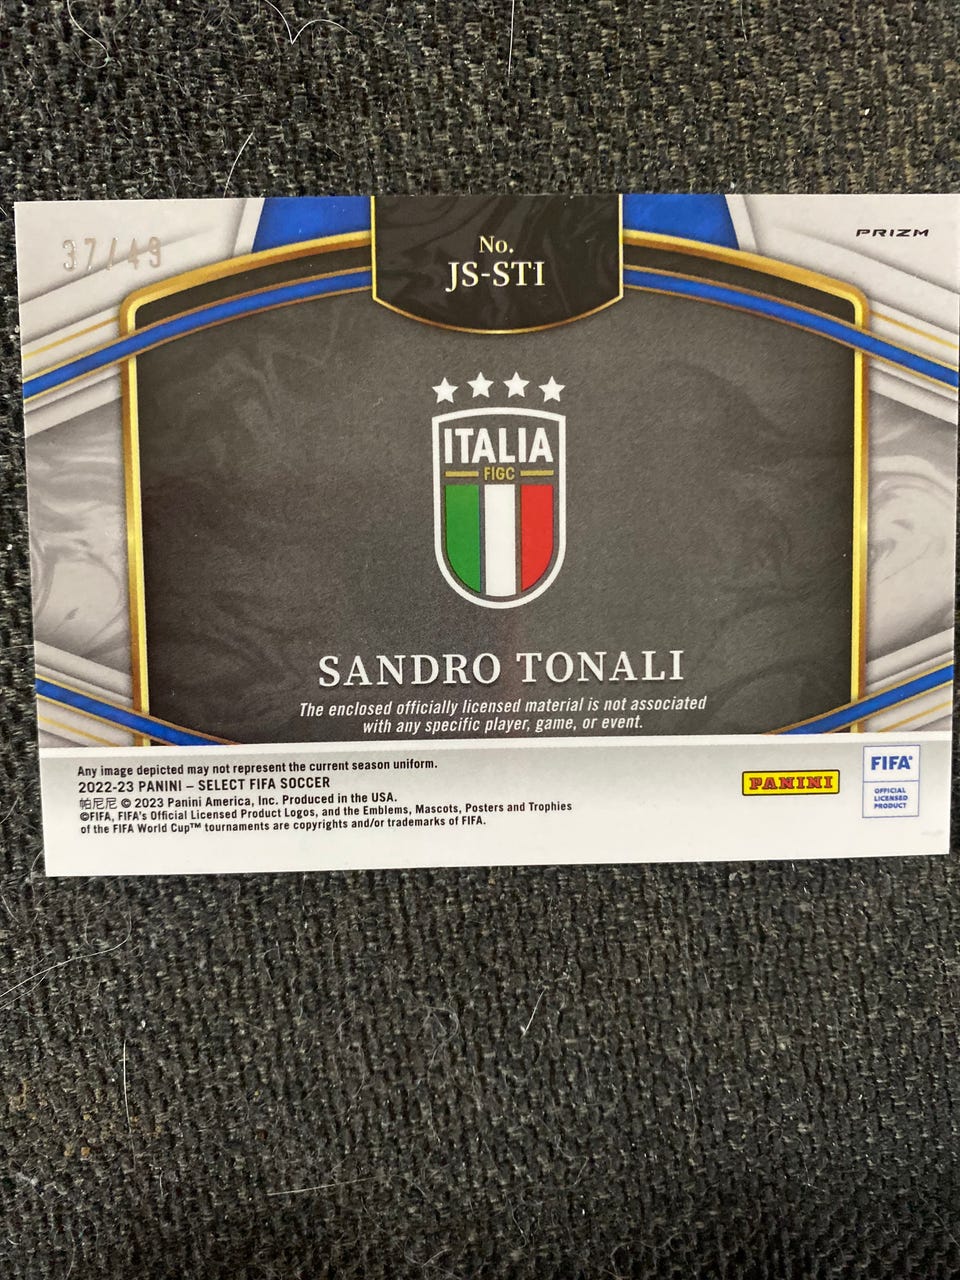 37/49
PRIZM
No.
JS-STI
ITALIA
FIGC
SANDRO TONALI
The enclosed officially licensed material is not associated
with any specific player, game, or event.
Any image depicted may not represent the current season uniform.
2022-23 PANINI – SELECT FIFA SOCCER
帕尼尼 © 2023 Panini America, Inc. Produced in the USA.
©FIFA, FIFA's Official Licensed Product Logos, and the Emblems, Mascots, Posters and Trophies
of the FIFA World Cup™ tournaments are copyrights and/or trademarks of FIFA.
PANINI
FIFA®
OFFICIAL
LICENSED
PRODUCT